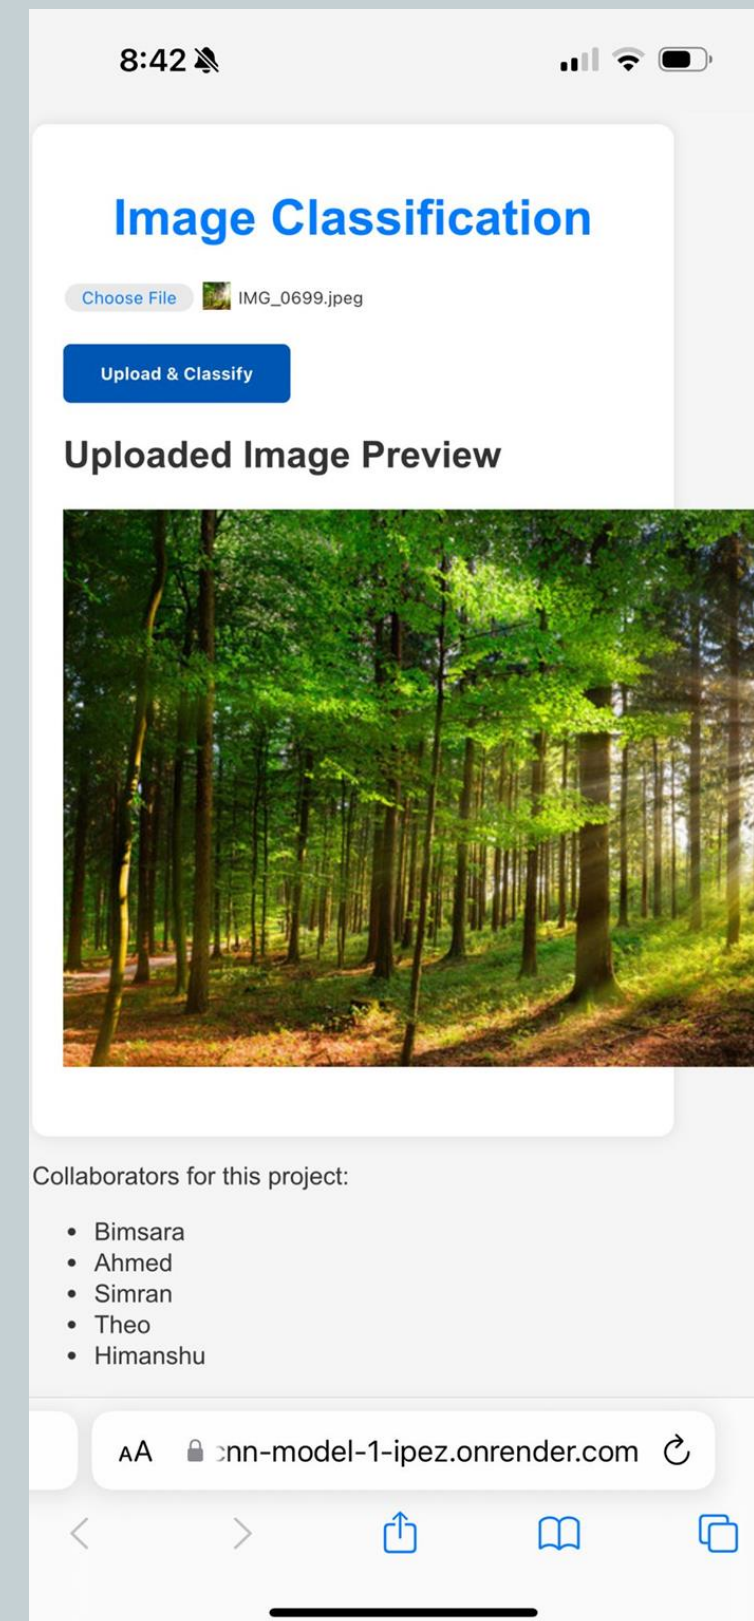 8:42
Image Classification
Choose File IMG_0699.jpeg
Upload & Classify
Uploaded Image Preview
Collaborators for this project:
• Bimsara
• Ahmed
• Simran
• Theo
• Himanshu
AA cnn-model-1-ipez.onrender.com